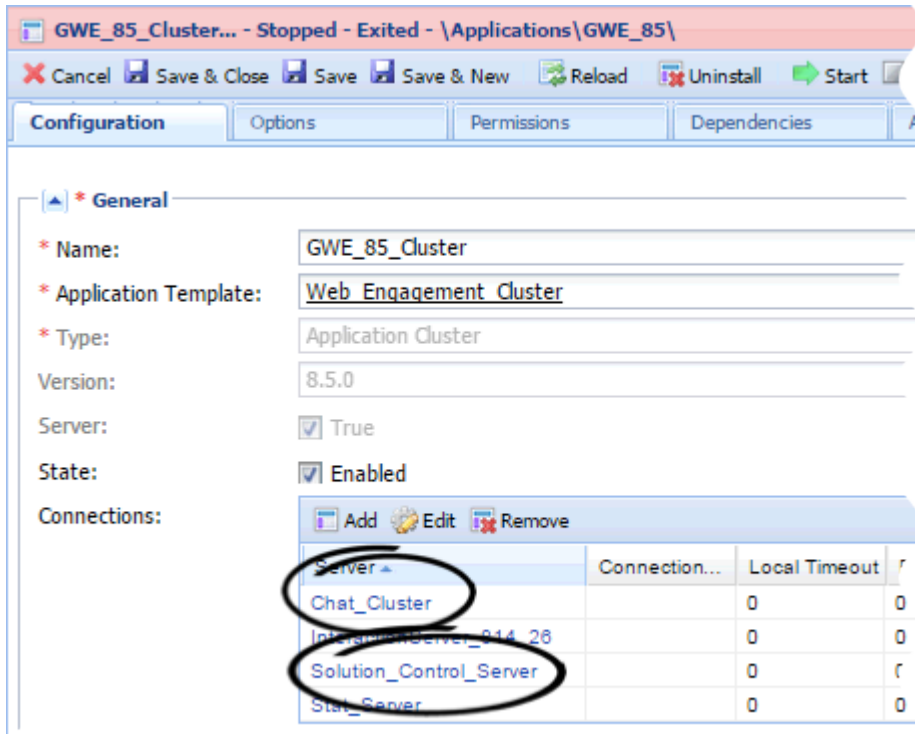 GWE_85_Cluster... - Stopped - Exited - \Applications\GWE_85\
Cancel Save & Close Save Save & New Reload Uninstall Start
Configuration Options Permissions Dependencies
* General
* Name: GWE_85_Cluster
* Application Template: Web_Engagement_Cluster
* Type: Application Cluster
Version: 8.5.0
Server: True
State: Enabled
Connections: Add Edit Remove
Server Connection... Local Timeout
Chat_Cluster 0 0
InteractionServer_814_26 0 0
Solution_Control_Server 0
Stat_Server 0 0